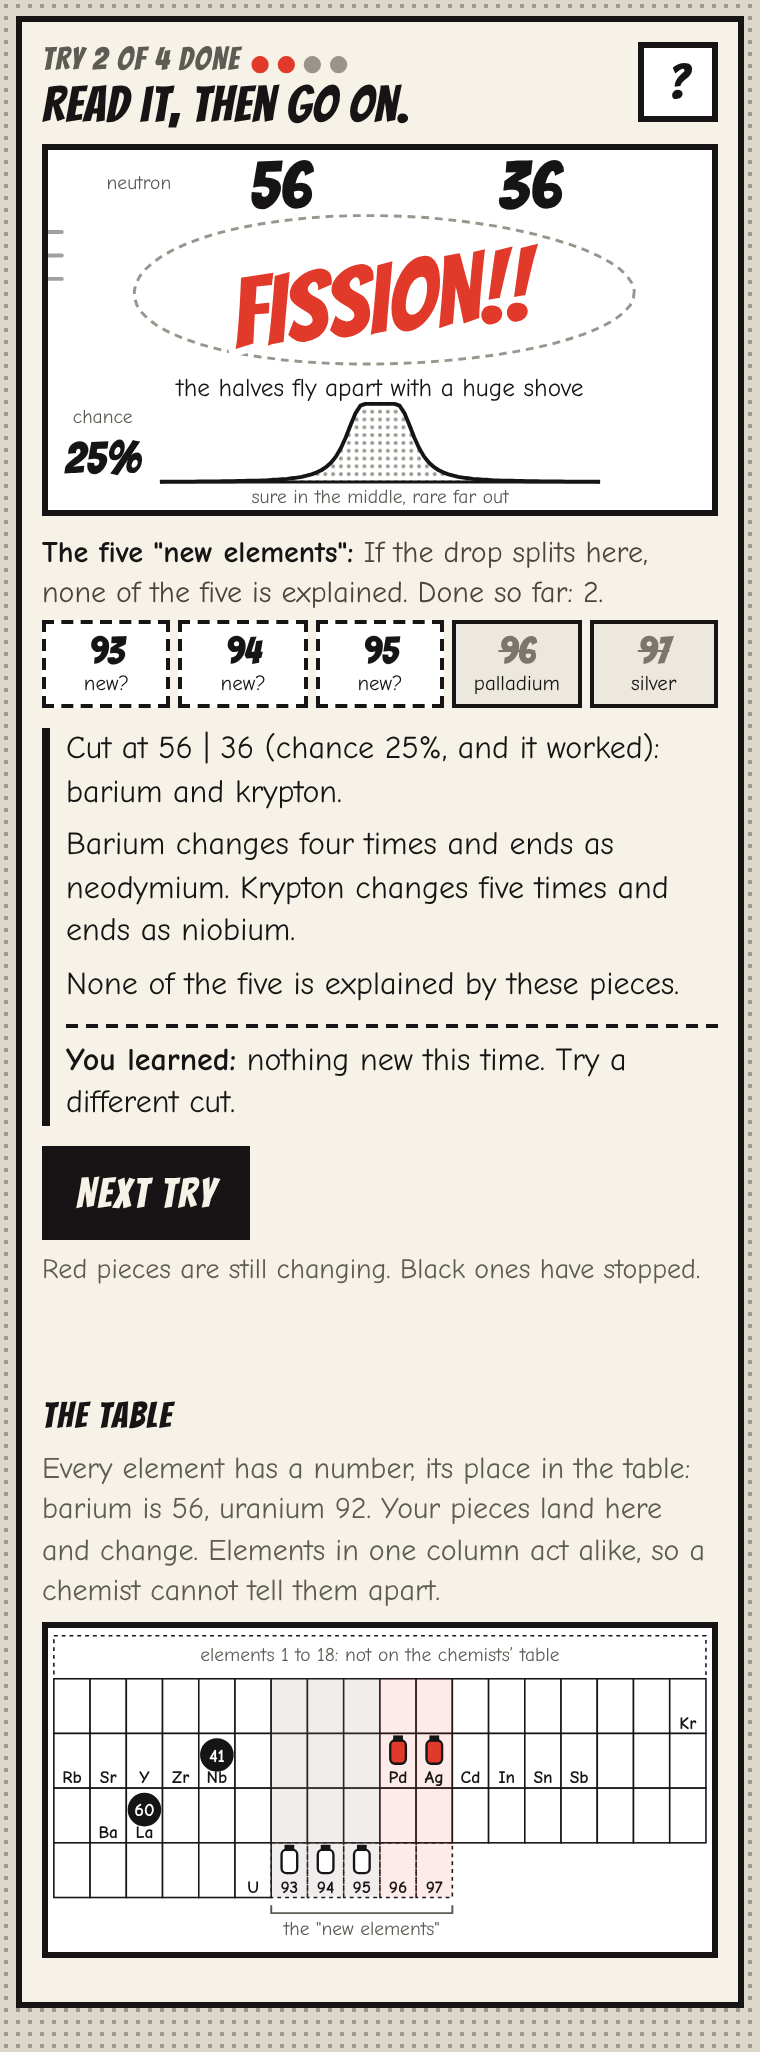 TRY 2 OF 4 DONE
READ IT, THEN GO ON.
?
neutron
56
36
FISSION!!
the halves fly apart with a huge shove
chance
25%
sure in the middle, rare far out
The five "new elements": If the drop splits here,
none of the five is explained. Done so far: 2.
93 94 95 96 97
new? new? new? palladium silver
Cut at 56 | 36 (chance 25%, and it worked):
barium and krypton.
Barium changes four times and ends as
neodymium. Krypton changes five times and
ends as niobium.
None of the five is explained by these pieces.
You learned: nothing new this time. Try a
different cut.
NEXT TRY
Red pieces are still changing. Black ones have stopped.
THE TABLE
Every element has a number, its place in the table:
barium is 56, uranium 92. Your pieces land here
and change. Elements in one column act alike, so a
chemist cannot tell them apart.
elements 1 to 18: not on the chemists' table
Kr
41
Rb Sr Y Zr Nb Pd Ag Cd In Sn Sb
60
Ba La
U 93 94 95 96 97
the "new elements"